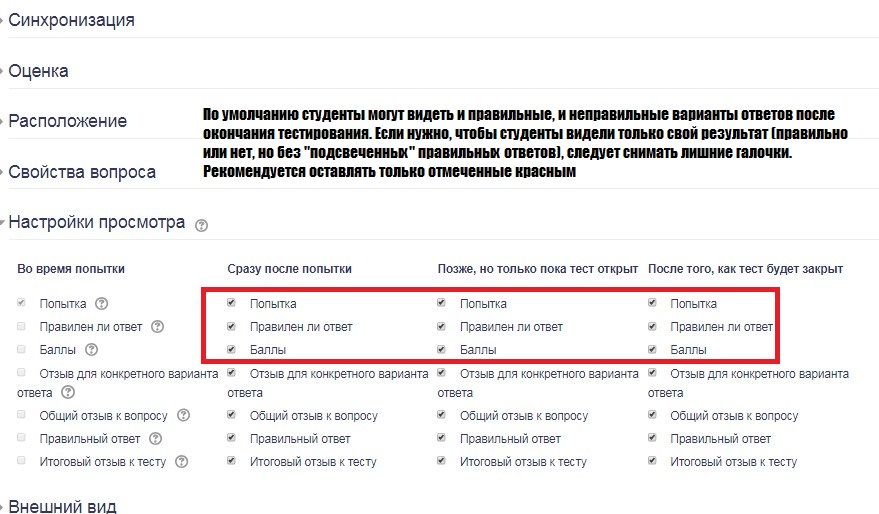 Синхронизация
Оценка
Расположение
По умолчанию студенты могут видеть и правильные, и неправильные варианты ответов после
окончания тестирования. Если нужно, чтобы студенты видели только свой результат (правильно
или нет, но без "подсвеченных" правильных ответов), следует снимать лишние галочки.
Рекомендуется оставлять только отмеченные красным
Свойства вопроса
Настройки просмотра ?
Во время попытки
Попытка ?
Правилен ли ответ ?
Баллы ?
Отзыв для конкретного варианта
ответа ?
Общий отзыв к вопросу ?
Правильный ответ ?
Итоговый отзыв к тесту ?
Сразу после попытки
Попытка
Правилен ли ответ
Баллы
Отзыв для конкретного варианта
ответа
Общий отзыв к вопросу
Правильный ответ
Итоговый отзыв к тесту
Позже, но только пока тест открыт
Попытка
Правилен ли ответ
Баллы
Отзыв для конкретного варианта
ответа
Общий отзыв к вопросу
Правильный ответ
Итоговый отзыв к тесту
После того, как тест будет закрыт
Попытка
Правилен ли ответ
Баллы
Отзыв для конкретного варианта
ответа
Общий отзыв к вопросу
Правильный ответ
Итоговый отзыв к тесту
Внешний вид